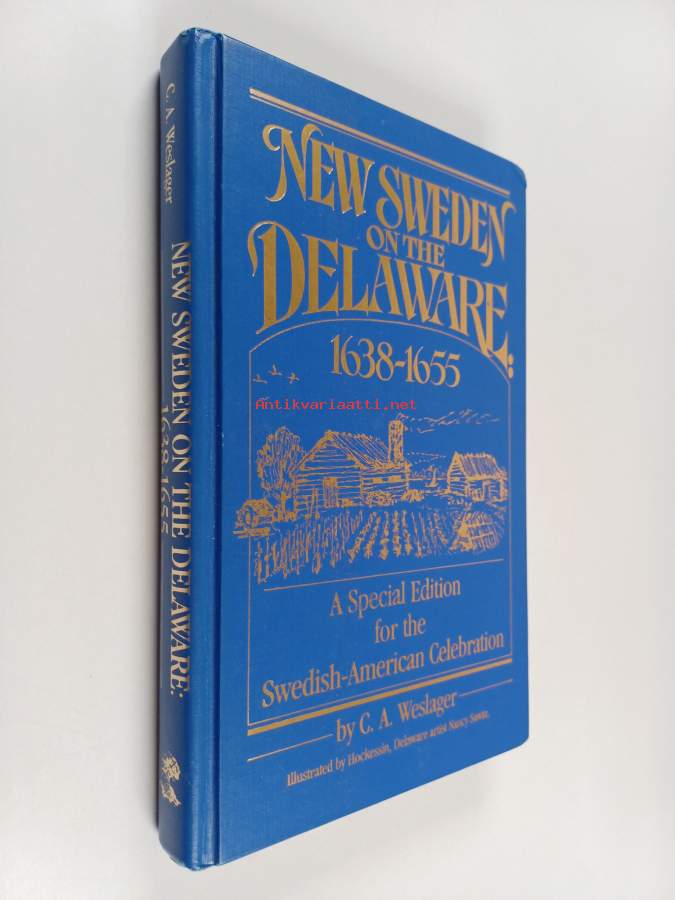 C. A. Weslager
NEW SWEDEN ON THE DELAWARE:
1638-1655
NEW SWEDEN
ON THE
DELAWARE:
1638-1655
Antikvariaatti.net
A Special Edition
for the
Swedish-American Celebration
by C. A. Weslager
Illustrated by Hockessin, Delaware artist Nancy